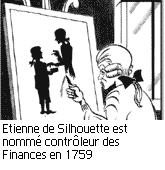 Etienne de Silhouette est
nommé contrôleur des
Finances en 1759